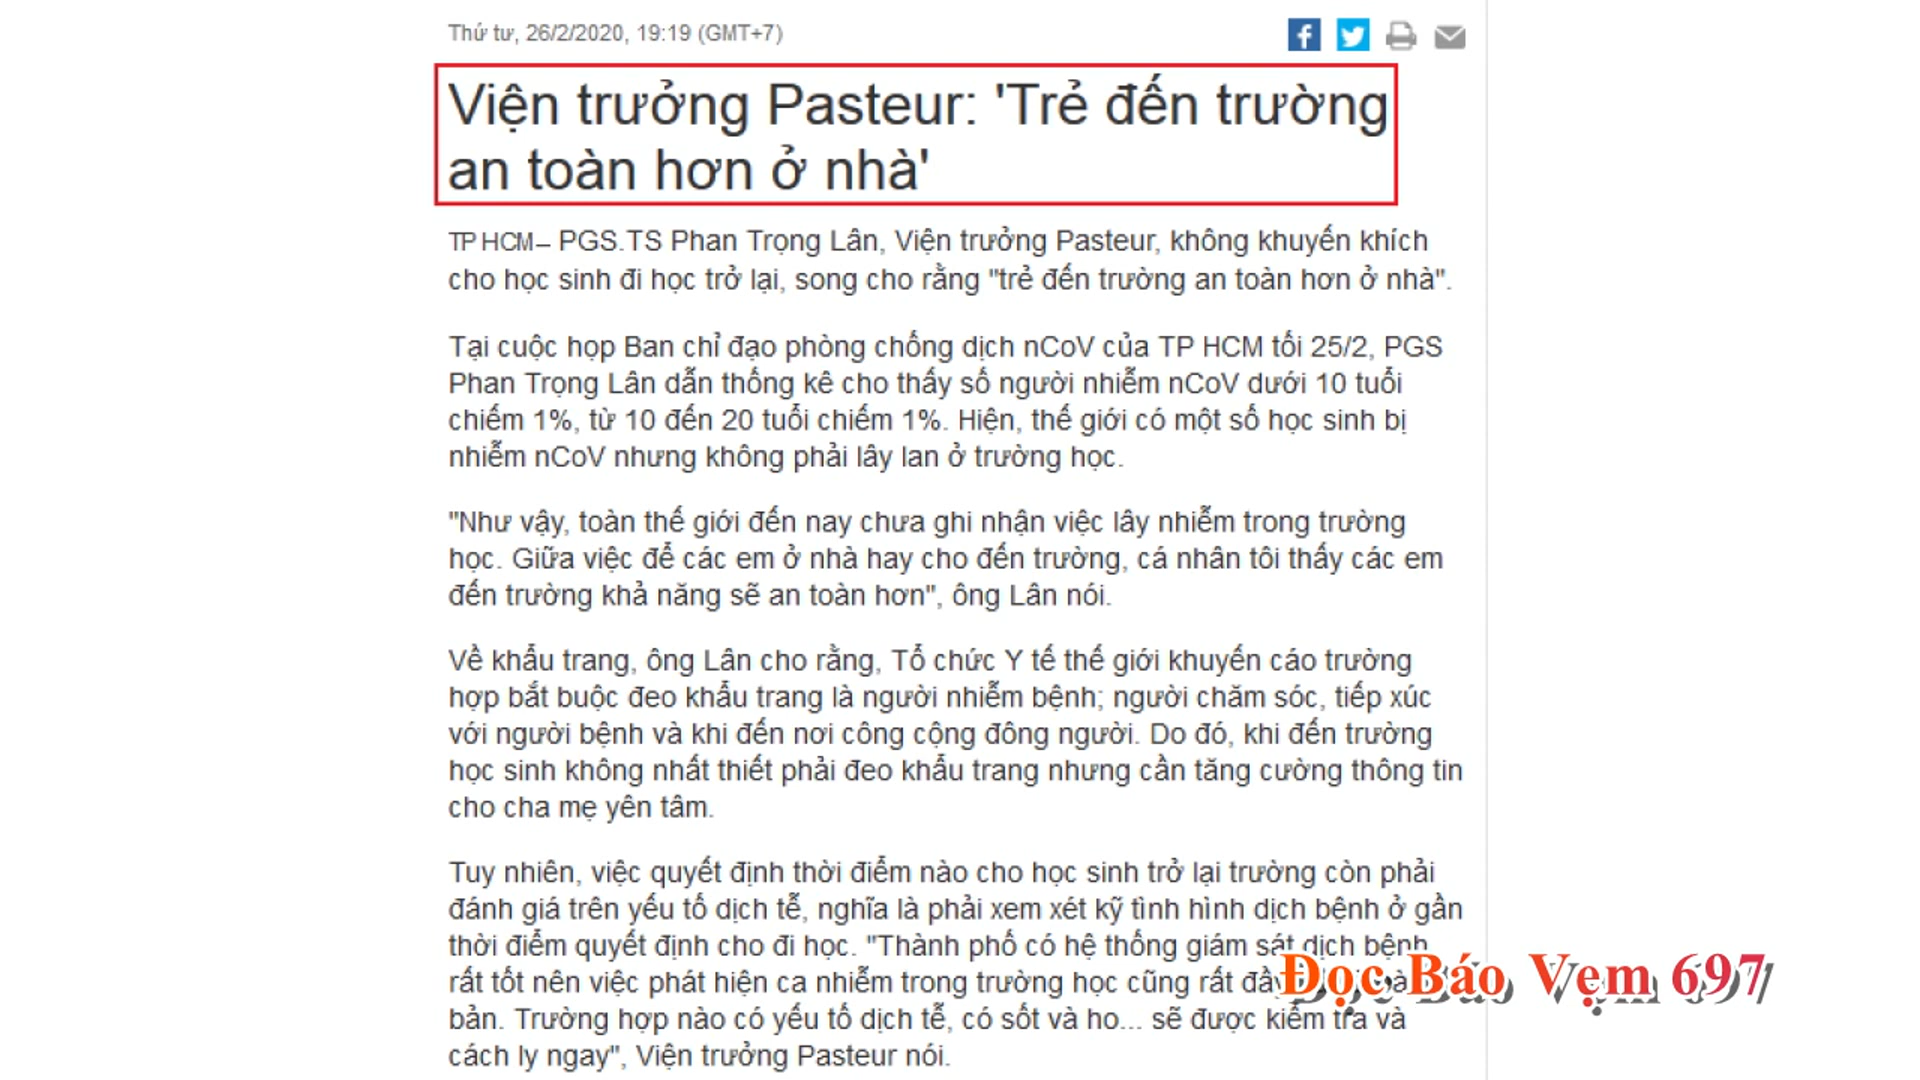 Thứ tư, 26/2/2020, 19:19 (GMT+7)
Viện trưởng Pasteur: 'Trẻ đến trường
an toàn hơn ở nhà'
TP HCM – PGS.TS Phan Trọng Lân, Viện trưởng Pasteur, không khuyến khích
cho học sinh đi học trở lại, song cho rằng "trẻ đến trường an toàn hơn ở nhà".
Tại cuộc họp Ban chỉ đạo phòng chống dịch nCoV của TP HCM tối 25/2, PGS
Phan Trọng Lân dẫn thống kê cho thấy số người nhiễm nCoV dưới 10 tuổi
chiếm 1%, từ 10 đến 20 tuổi chiếm 1%. Hiện, thế giới có một số học sinh bị
nhiễm nCoV nhưng không phải lây lan ở trường học.
"Như vậy, toàn thế giới đến nay chưa ghi nhận việc lây nhiễm trong trường
học. Giữa việc để các em ở nhà hay cho đến trường, cá nhân tôi thấy các em
đến trường khả năng sẽ an toàn hơn", ông Lân nói.
Về khẩu trang, ông Lân cho rằng, Tổ chức Y tế thế giới khuyến cáo trường
hợp bắt buộc đeo khẩu trang là người nhiễm bệnh; người chăm sóc, tiếp xúc
với người bệnh và khi đến nơi công cộng đông người. Do đó, khi đến trường
học sinh không nhất thiết phải đeo khẩu trang nhưng cần tăng cường thông tin
cho cha mẹ yên tâm.
Tuy nhiên, việc quyết định thời điểm nào cho học sinh trở lại trường còn phải
đánh giá trên yếu tố dịch tễ, nghĩa là phải xem xét kỹ tình hình dịch bệnh ở gần
thời điểm quyết định cho đi học. "Thành phố có hệ thống giám sát dịch bệnh
rất tốt nên việc phát hiện ca nhiễm trong trường học cũng rất
Đọc Báo Vẹm 697
bản. Trường hợp nào có yếu tố dịch tễ, có sốt và ho... sẽ được kiểm tra và
cách ly ngay", Viện trưởng Pasteur nói.